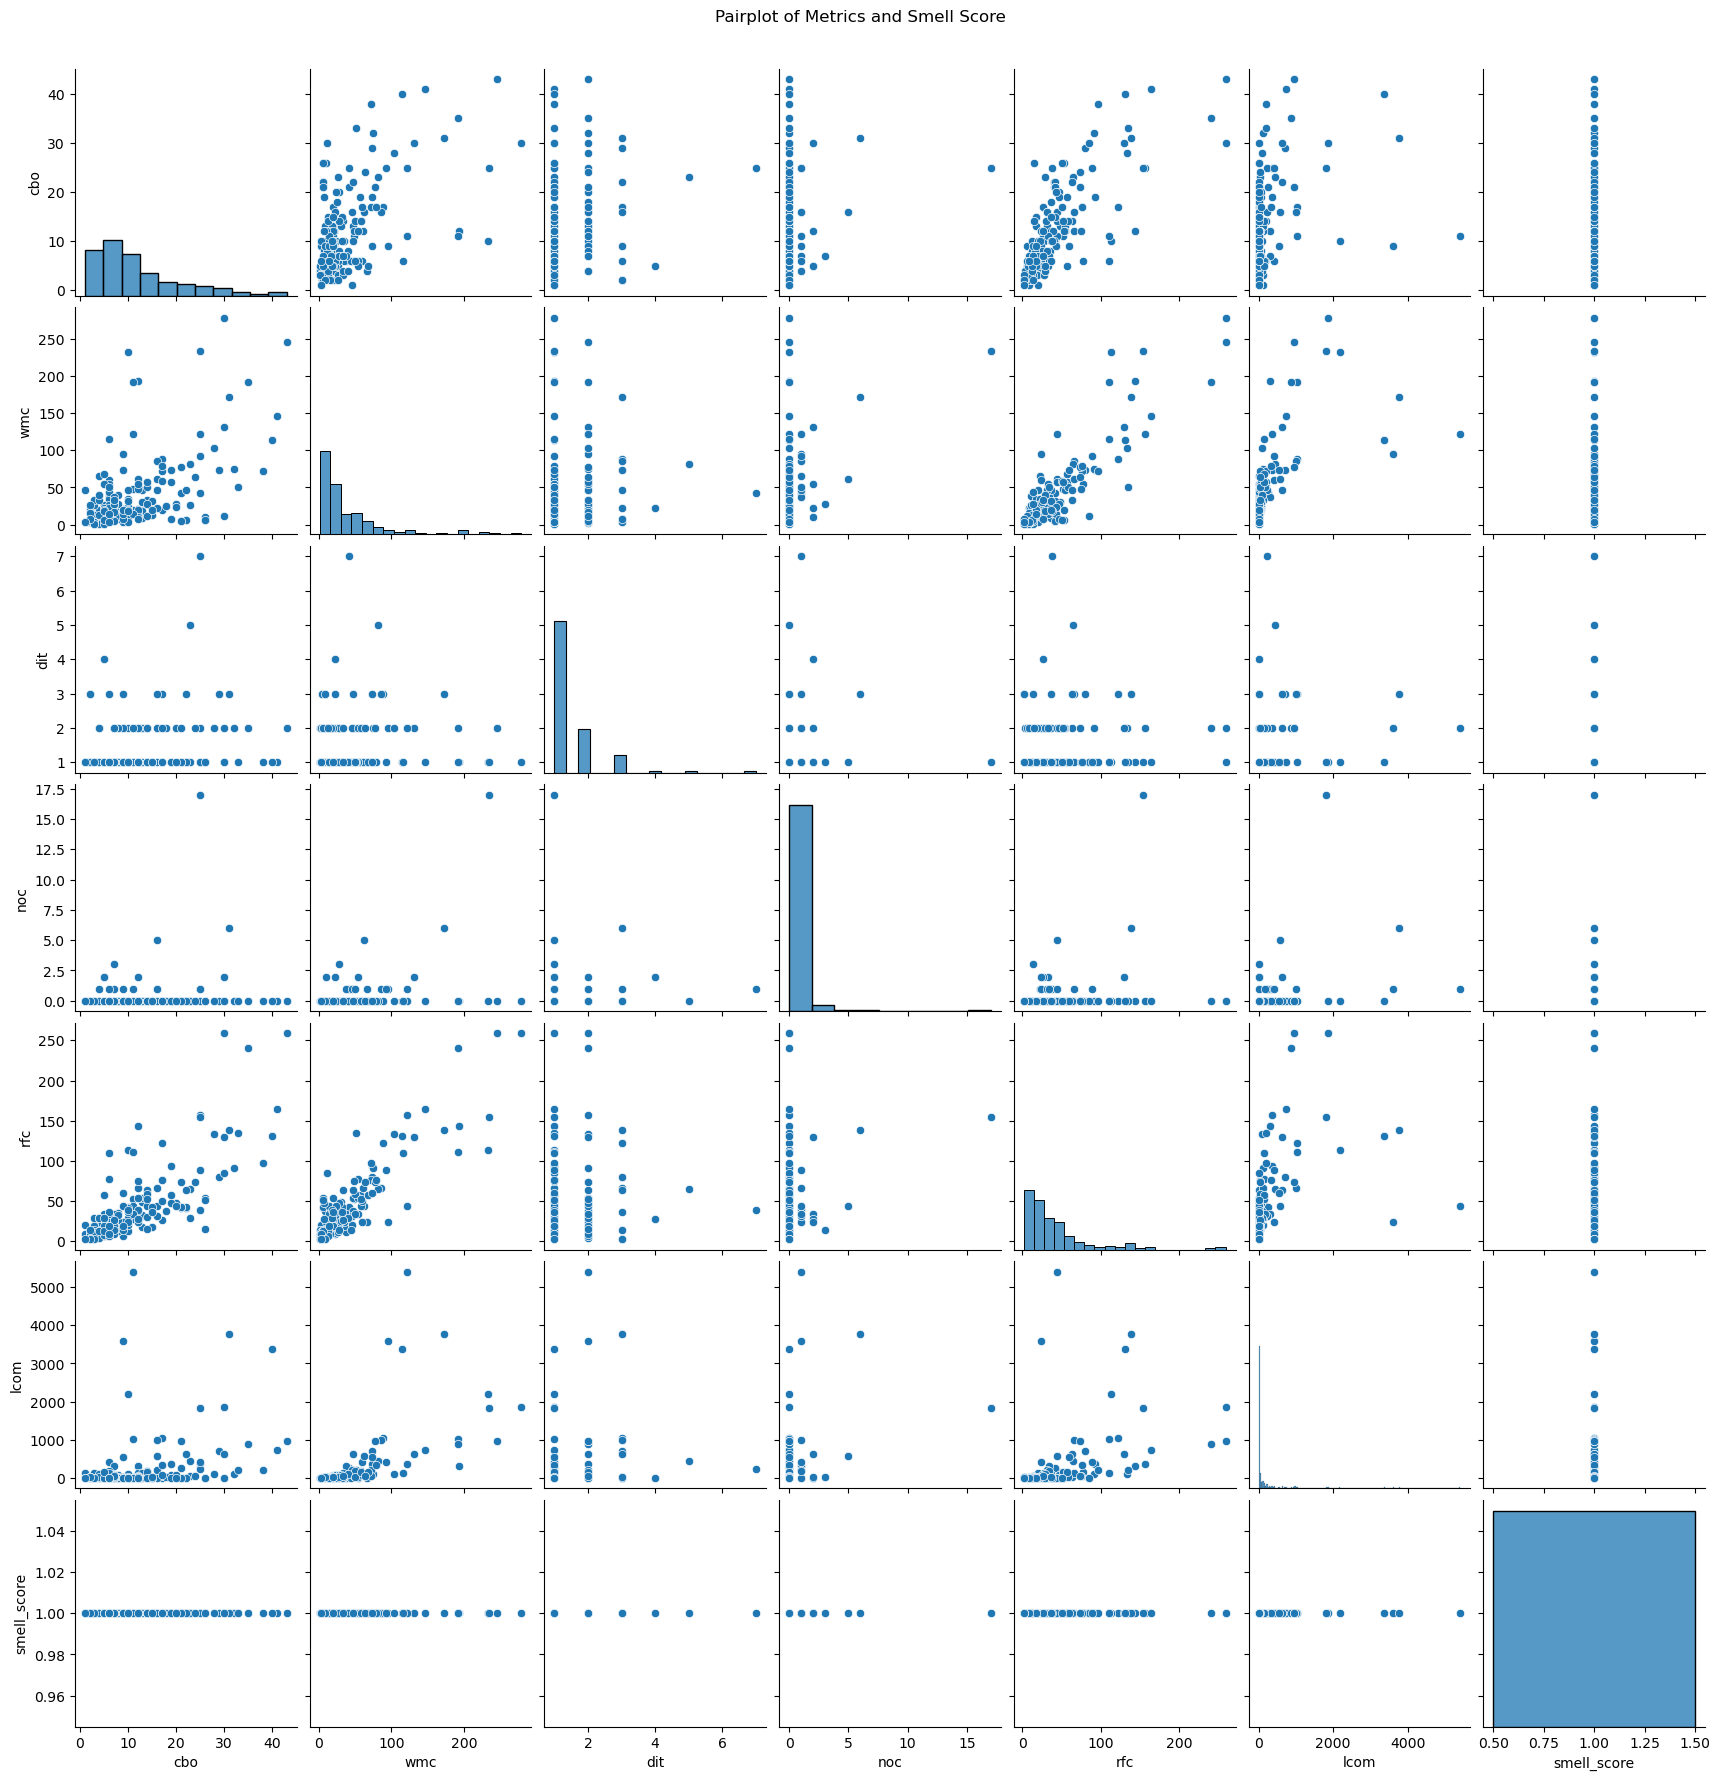 Pairplot of Metrics and Smell Score
40
30
20
10
0
cbo
250
200
150
100
50
0
wmc
7
6
5
4
3
2
1
dit
17.5
15.0
12.5
10.0
7.5
5.0
2.5
0.0
noc
250
200
150
100
50
0
rfc
5000
4000
3000
2000
1000
0
lcom
1.04
1.02
1.00
0.98
0.96
smell_score
0 10 20 30 40
0 100 200
2 4 6
0 5 10 15
0 100 200
0 2000 4000
0.50 0.75 1.00 1.25 1.50
cbo wmc dit noc rfc lcom smell_score